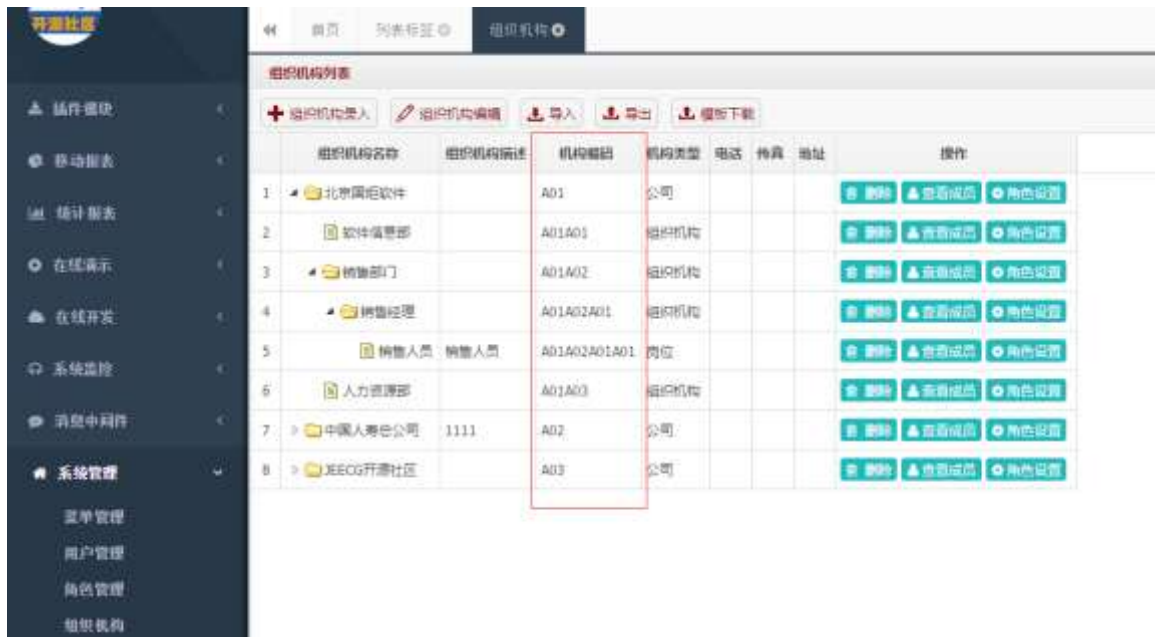 开源社区
首页 列表标签 组织机构
组织机构列表
插件模块
组织机构录入 组织机构编辑 导入 导出 模版下载
组织机构名称 组织机构描述 机构编码 机构类型 电话 传真 地址 操作
移动报表
1 北京国炬软件 A01 公司 删除 查看成员 角色设置
统计报表
2 软件信息部 A01A01 组织机构 删除 查看成员 角色设置
在线演示
3 销售部门 A01A02 组织机构 删除 查看成员 角色设置
在线开发
4 销售经理 A01A02A01 组织机构 删除 查看成员 角色设置
5 销售人员 销售人员 A01A02A01A01 岗位 删除 查看成员 角色设置
系统监控
6 人力资源部 A01A03 组织机构 删除 查看成员 角色设置
消息中间件
7 中国人寿总公司 1111 A02 公司 删除 查看成员 角色设置
系统管理
8 JEECG开源社区 A03 公司 删除 查看成员 角色设置
菜单管理
用户管理
角色管理
组织机构